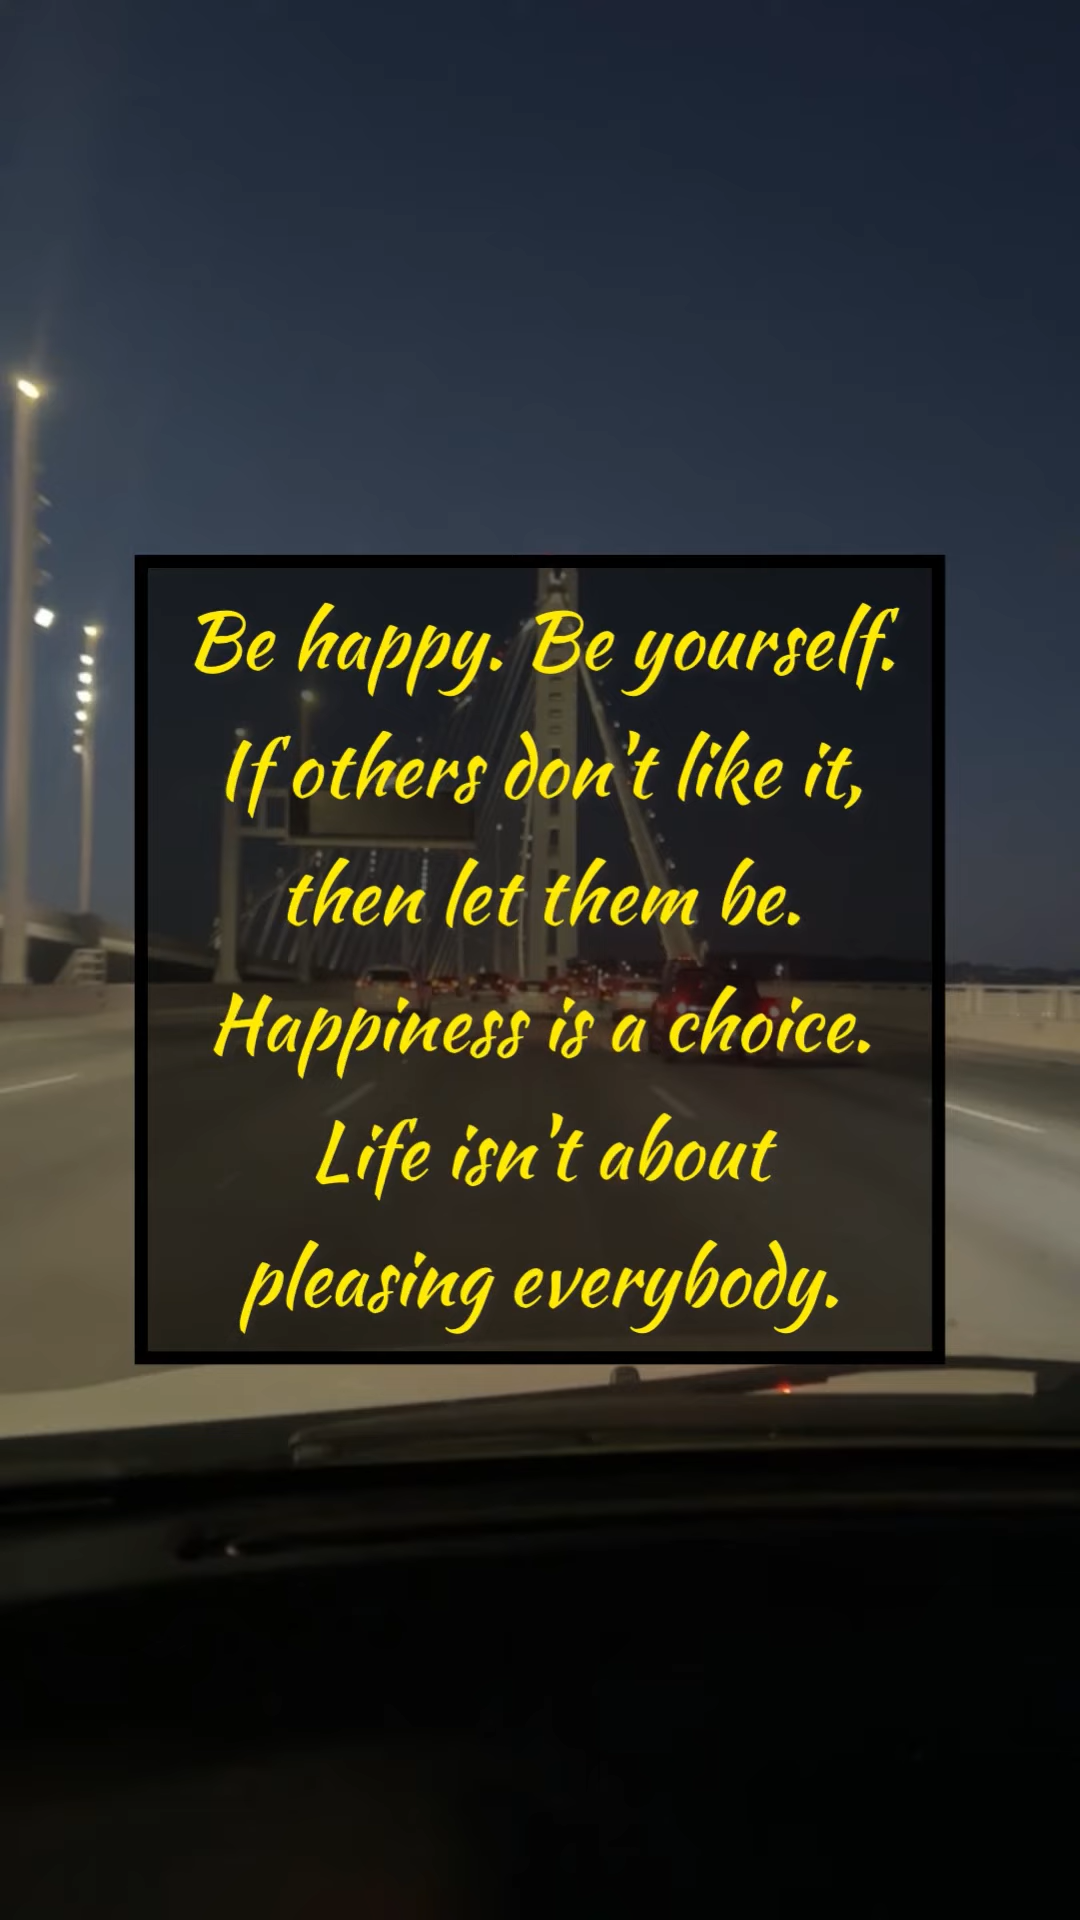 Be happy. Be yourself.
If others don't like it,
then let them be.
Happiness is a choice.
Life isn't about
pleasing everybody.